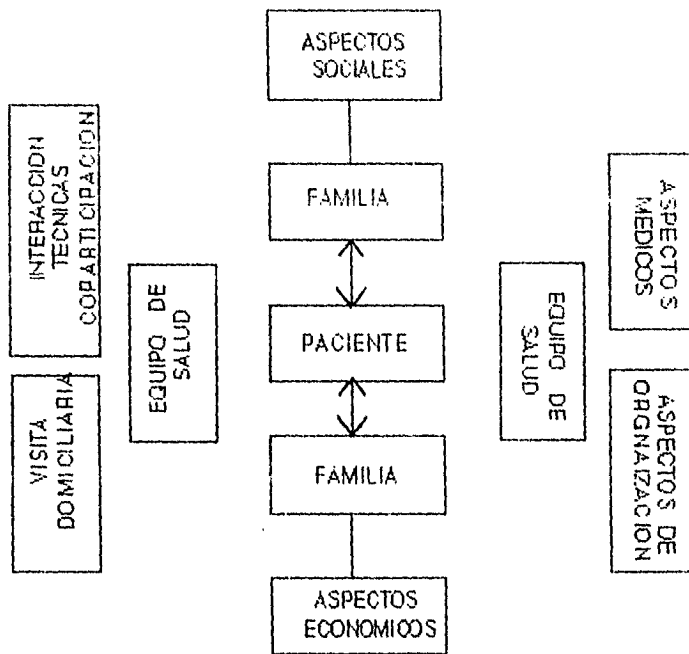 ASPECTOS
SOCIALES
INTERACCION
TECNICAS
COPARTICIPACION
FAMILIA
ASPECTOS
MEDICOS
EQUIPO DE
SALUD
PACIENTE
EQUIPO DE
SALUD
VISITA
DOMICILIARIA
FAMILIA
ASPECTOS DE
ORGNAIZACION
ASPECTOS
ECONOMICOS